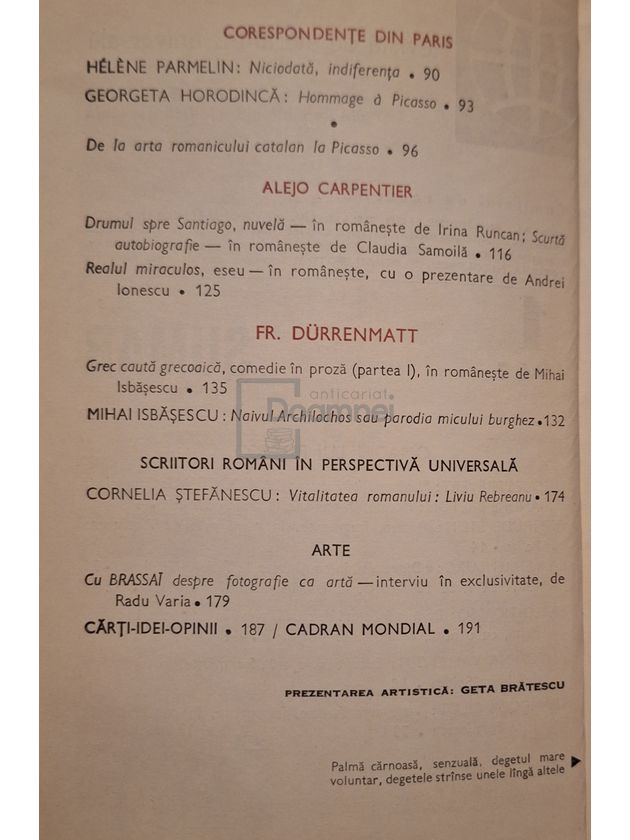 CORESPONDENȚE DIN PARIS
HÉLÈNE PARMELIN: Niciodată, indiferența • 90
GEORGETA HORODINCĂ: Hommage à Picasso • 93
•
De la arta romanicului catalan la Picasso • 96
ALEJO CARPENTIER
Drumul spre Santiago, nuvelă — în românește de Irina Runcan; Scurtă
autobiografie — în românește de Claudia Samoilă • 116
Realul miraculos, eseu — în românește, cu o prezentare de Andrei
Ionescu • 125
FR. DÜRRENMATT
Grec caută grecoaică, comedie în proză (partea I), în românește de Mihai
Isbășescu • 135
anticariat
Doamnei
MIHAI ISBĂȘESCU: Naivul Archilochos sau parodia micului burghez • 132
SCRIITORI ROMÂNI ÎN PERSPECTIVĂ UNIVERSALĂ
CORNELIA ȘTEFĂNESCU: Vitalitatea romanului: Liviu Rebreanu • 174
ARTE
Cu BRASSAÏ despre fotografie ca artă — interviu în exclusivitate, de
Radu Varia • 179
CĂRȚI-IDEI-OPINII • 187 / CADRAN MONDIAL • 191
PREZENTAREA ARTISTICĂ: GETA BRĂTESCU
Palmă cărnoasă, senzuală, degetul mare
voluntar, degetele strînse unele lîngă altele